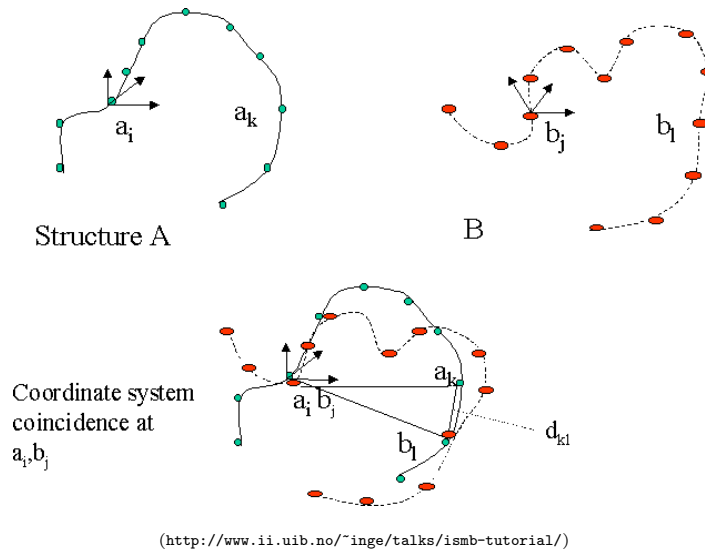 a_i
a_k
b_j
b_l
Structure A
B
Coordinate system
coincidence at
a_i,b_j
a_i b_j
a_k
b_l
d_kl
(http://www.ii.uib.no/~inge/talks/ismb-tutorial/)